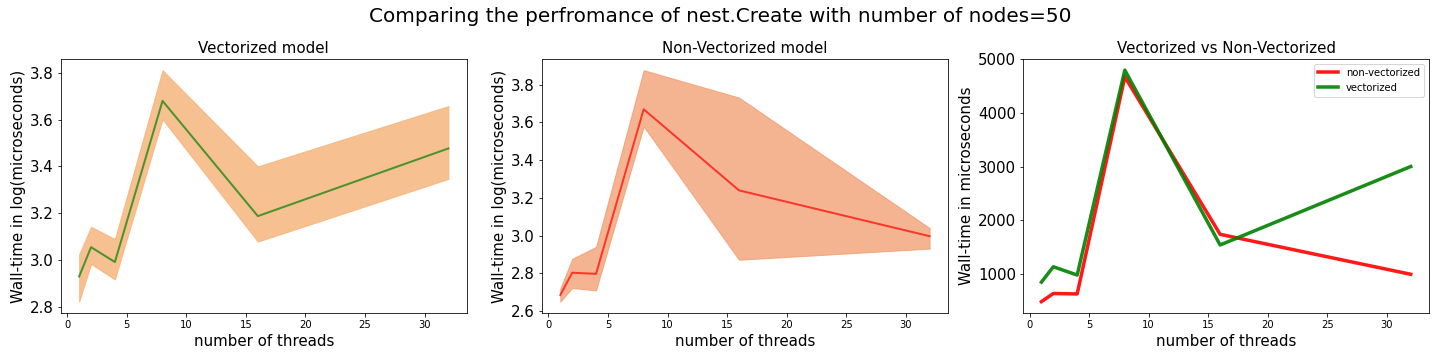 Comparing the perfromance of nest.Create with number of nodes=50
Vectorized model
Wall-time in log(microseconds)
3.8
3.6
3.4
3.2
3.0
2.8
0 5 10 15 20 25 30
number of threads
Non-Vectorized model
Wall-time in log(microseconds)
3.8
3.6
3.4
3.2
3.0
2.8
2.6
0 5 10 15 20 25 30
number of threads
Vectorized vs Non-Vectorized
Wall-time in microseconds
5000
4000
3000
2000
1000
non-vectorized
vectorized
0 5 10 15 20 25 30
number of threads